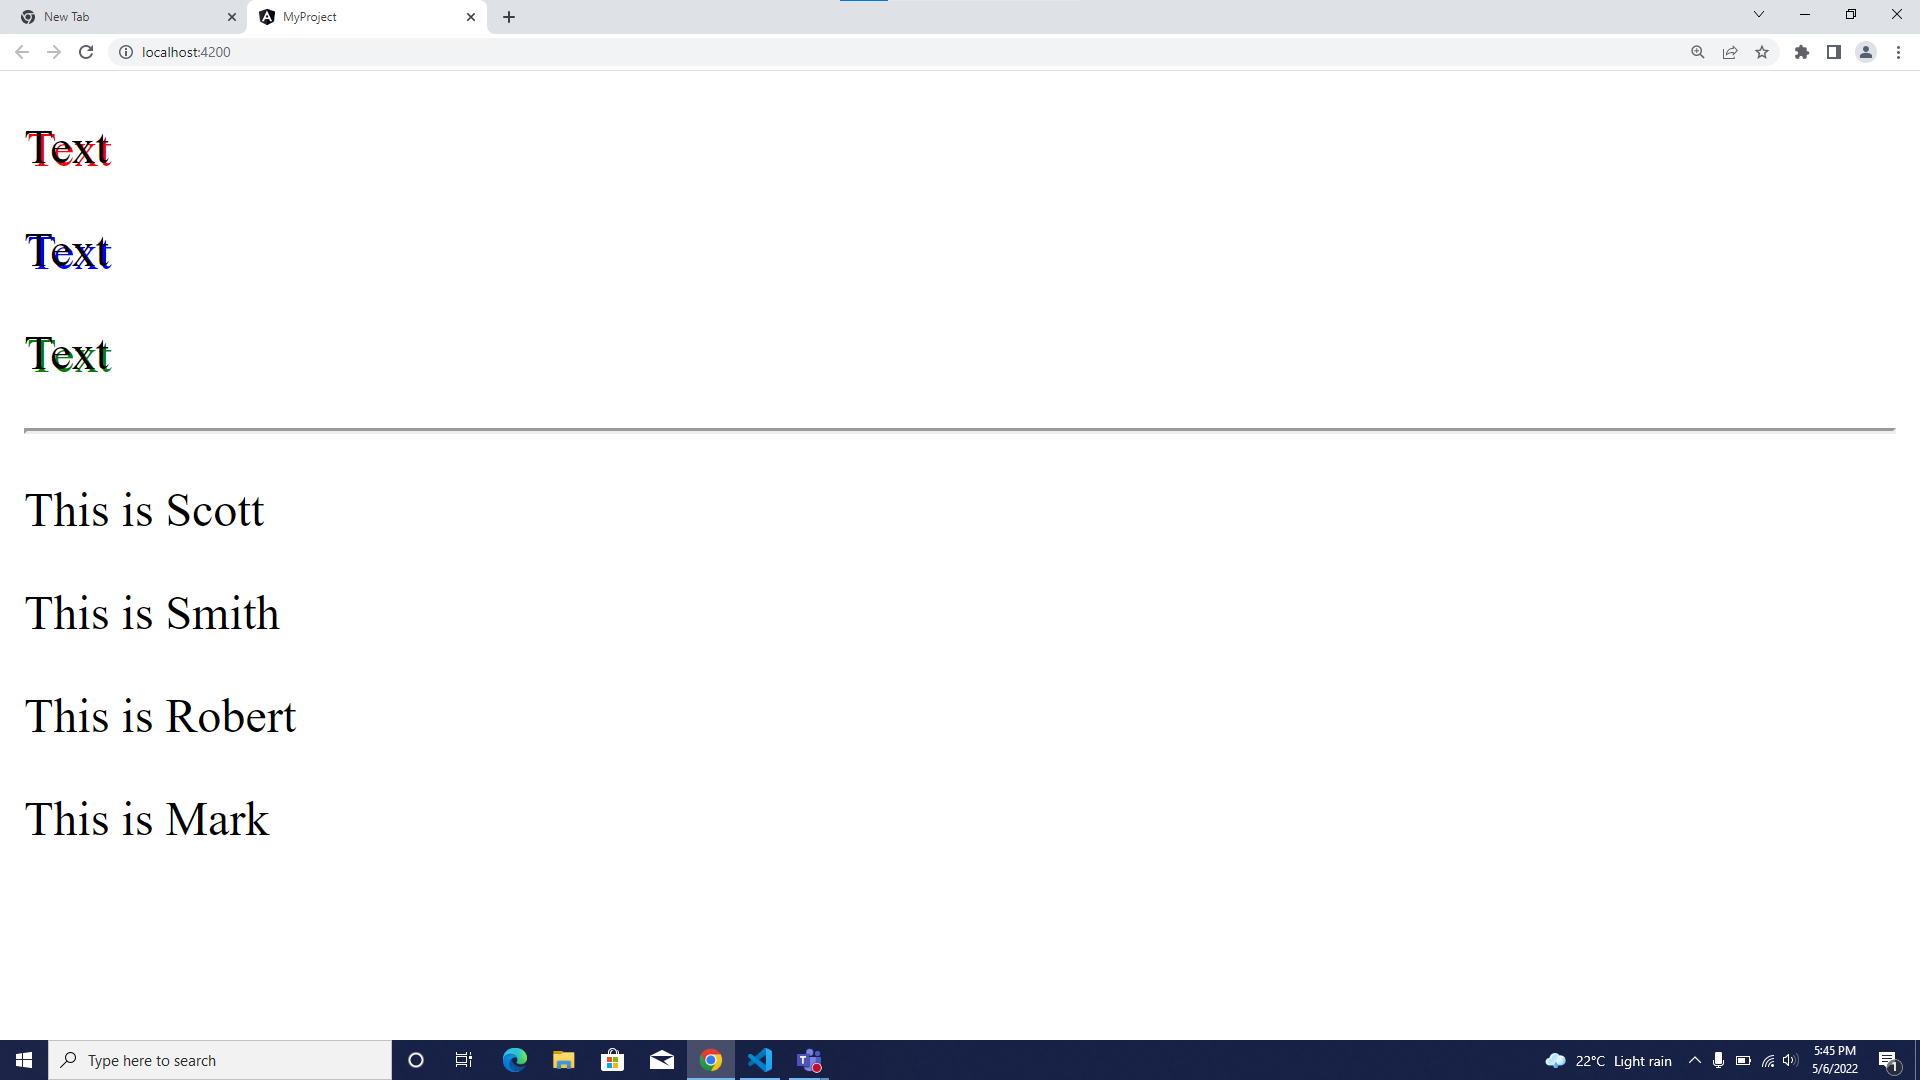 New Tab
MyProject
localhost:4200
Text
Text
Text
This is Scott
This is Smith
This is Robert
This is Mark
Type here to search
22°C Light rain
5:45 PM
5/6/2022
1
T